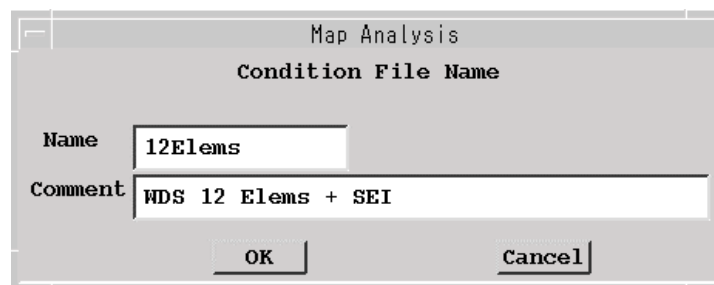 Map Analysis
Condition File Name
Name 12Elems
Comment WDS 12 Elems + SEI
OK Cancel